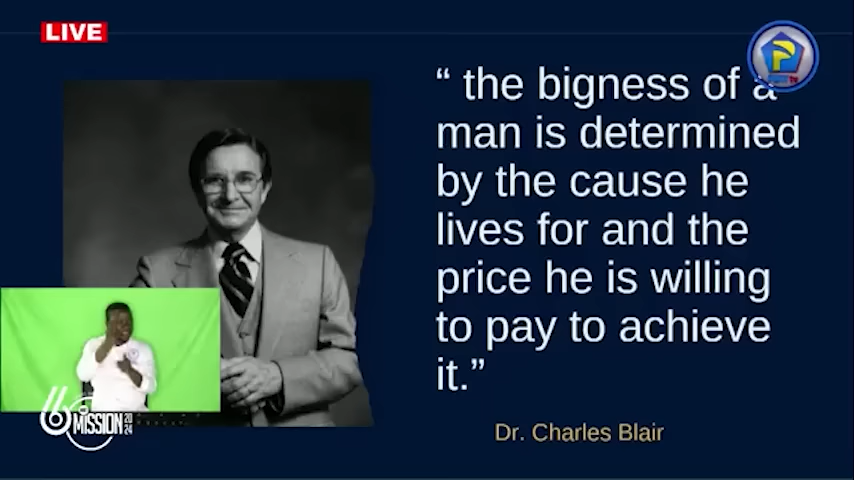 LIVE
“ the bigness of a
man is determined
by the cause he
lives for and the
price he is willing
to pay to achieve
it.”
Dr. Charles Blair
MISSION 2024